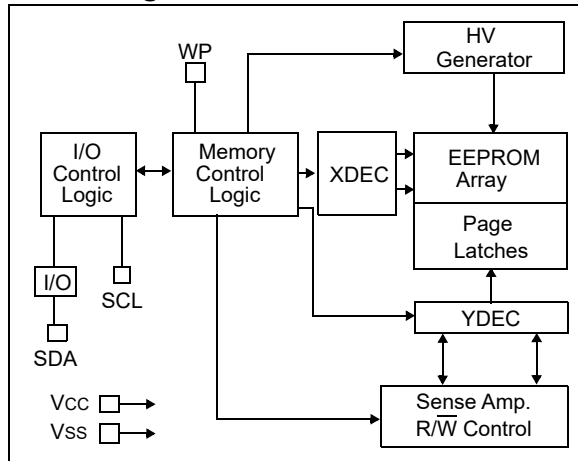 WP
HV
Generator
I/O
Control
Logic
Memory
Control
Logic
XDEC
EEPROM
Array
Page
Latches
I/O
SCL
SDA
YDEC
VCC
VSS
Sense Amp.
R/W̅ Control